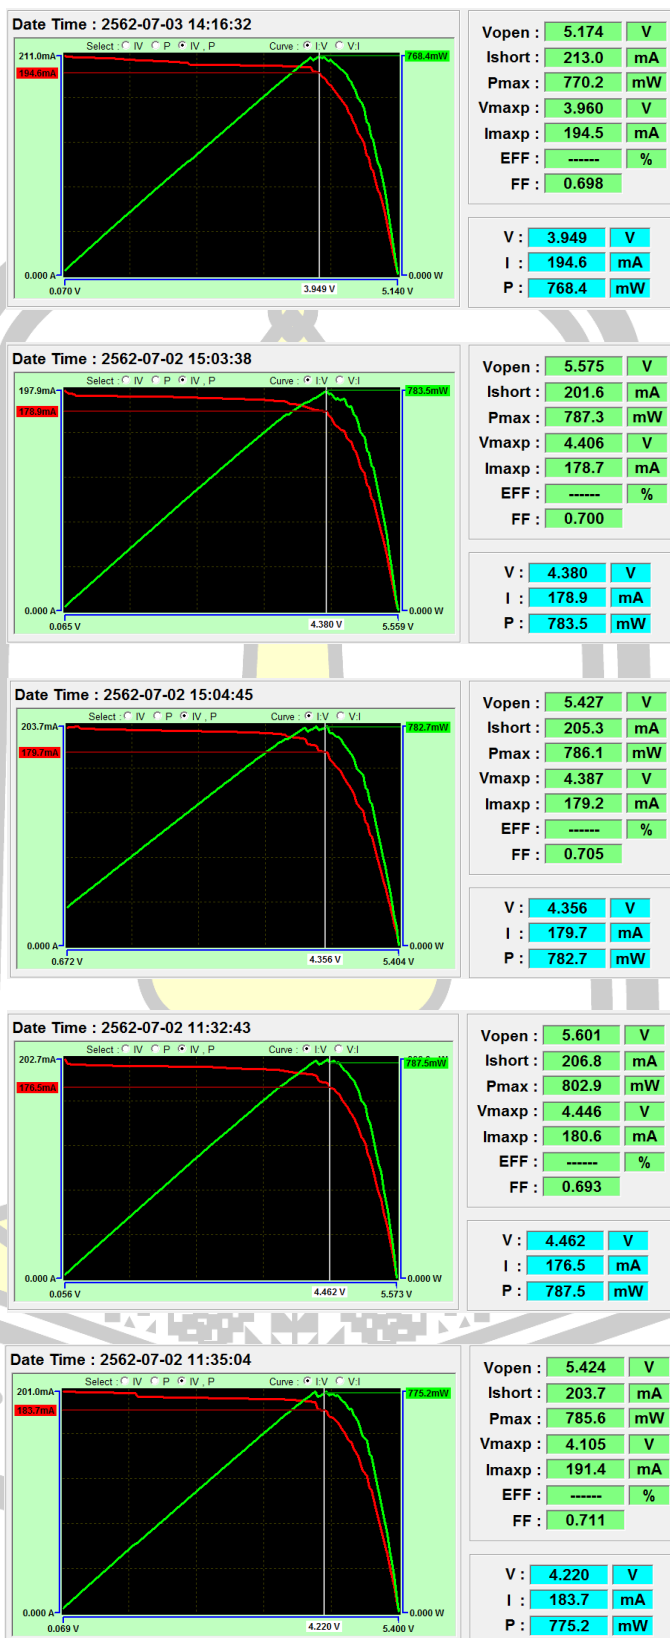 Date Time : 2562-07-03 14:16:32
Select : IV P IV , P Curve : I:V V:I
211.0mA
194.6mA
768.4mW
0.000 A
0.000 W
0.070 V
3.949 V
5.140 V
Vopen : 5.174 V
Ishort : 213.0 mA
Pmax : 770.2 mW
Vmaxp : 3.960 V
Imaxp : 194.5 mA
EFF : ------ %
FF : 0.698
V : 3.949 V
I : 194.6 mA
P : 768.4 mW
Date Time : 2562-07-02 15:03:38
Select : IV P IV , P Curve : I:V V:I
197.9mA
178.9mA
783.5mW
0.000 A
0.000 W
0.065 V
4.380 V
5.559 V
Vopen : 5.575 V
Ishort : 201.6 mA
Pmax : 787.3 mW
Vmaxp : 4.406 V
Imaxp : 178.7 mA
EFF : ------ %
FF : 0.700
V : 4.380 V
I : 178.9 mA
P : 783.5 mW
Date Time : 2562-07-02 15:04:45
Select : IV P IV , P Curve : I:V V:I
203.7mA
179.7mA
782.7mW
0.000 A
0.000 W
0.672 V
4.356 V
5.404 V
Vopen : 5.427 V
Ishort : 205.3 mA
Pmax : 786.1 mW
Vmaxp : 4.387 V
Imaxp : 179.2 mA
EFF : ------ %
FF : 0.705
V : 4.356 V
I : 179.7 mA
P : 782.7 mW
Date Time : 2562-07-02 11:32:43
Select : IV P IV , P Curve : I:V V:I
202.7mA
176.5mA
787.5mW
0.000 A
0.000 W
0.056 V
4.462 V
5.573 V
Vopen : 5.601 V
Ishort : 206.8 mA
Pmax : 802.9 mW
Vmaxp : 4.446 V
Imaxp : 180.6 mA
EFF : ------ %
FF : 0.693
V : 4.462 V
I : 176.5 mA
P : 787.5 mW
Date Time : 2562-07-02 11:35:04
Select : IV P IV , P Curve : I:V V:I
201.0mA
183.7mA
775.2mW
0.000 A
0.000 W
0.069 V
4.220 V
5.400 V
Vopen : 5.424 V
Ishort : 203.7 mA
Pmax : 785.6 mW
Vmaxp : 4.105 V
Imaxp : 191.4 mA
EFF : ------ %
FF : 0.711
V : 4.220 V
I : 183.7 mA
P : 775.2 mW